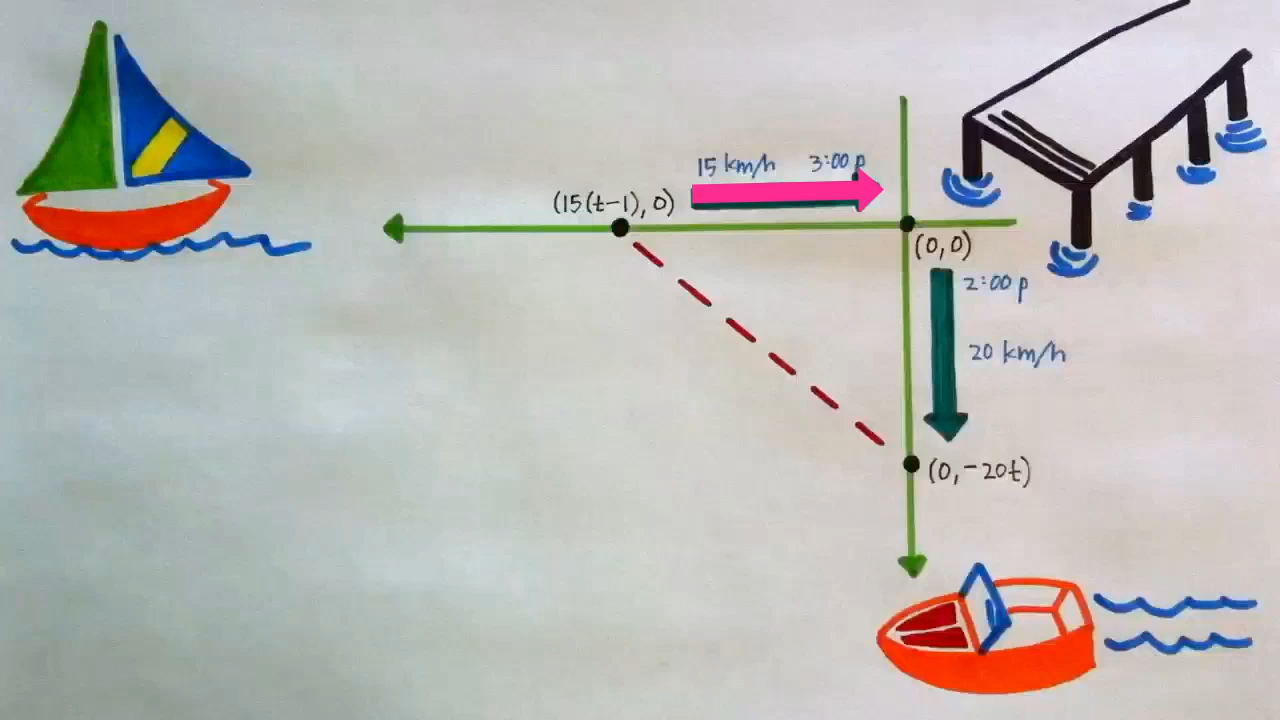 15 km/h 3:00 p
(15(t-1), 0)
(0,0)
2:00 p
20 km/h
(0,-20t)